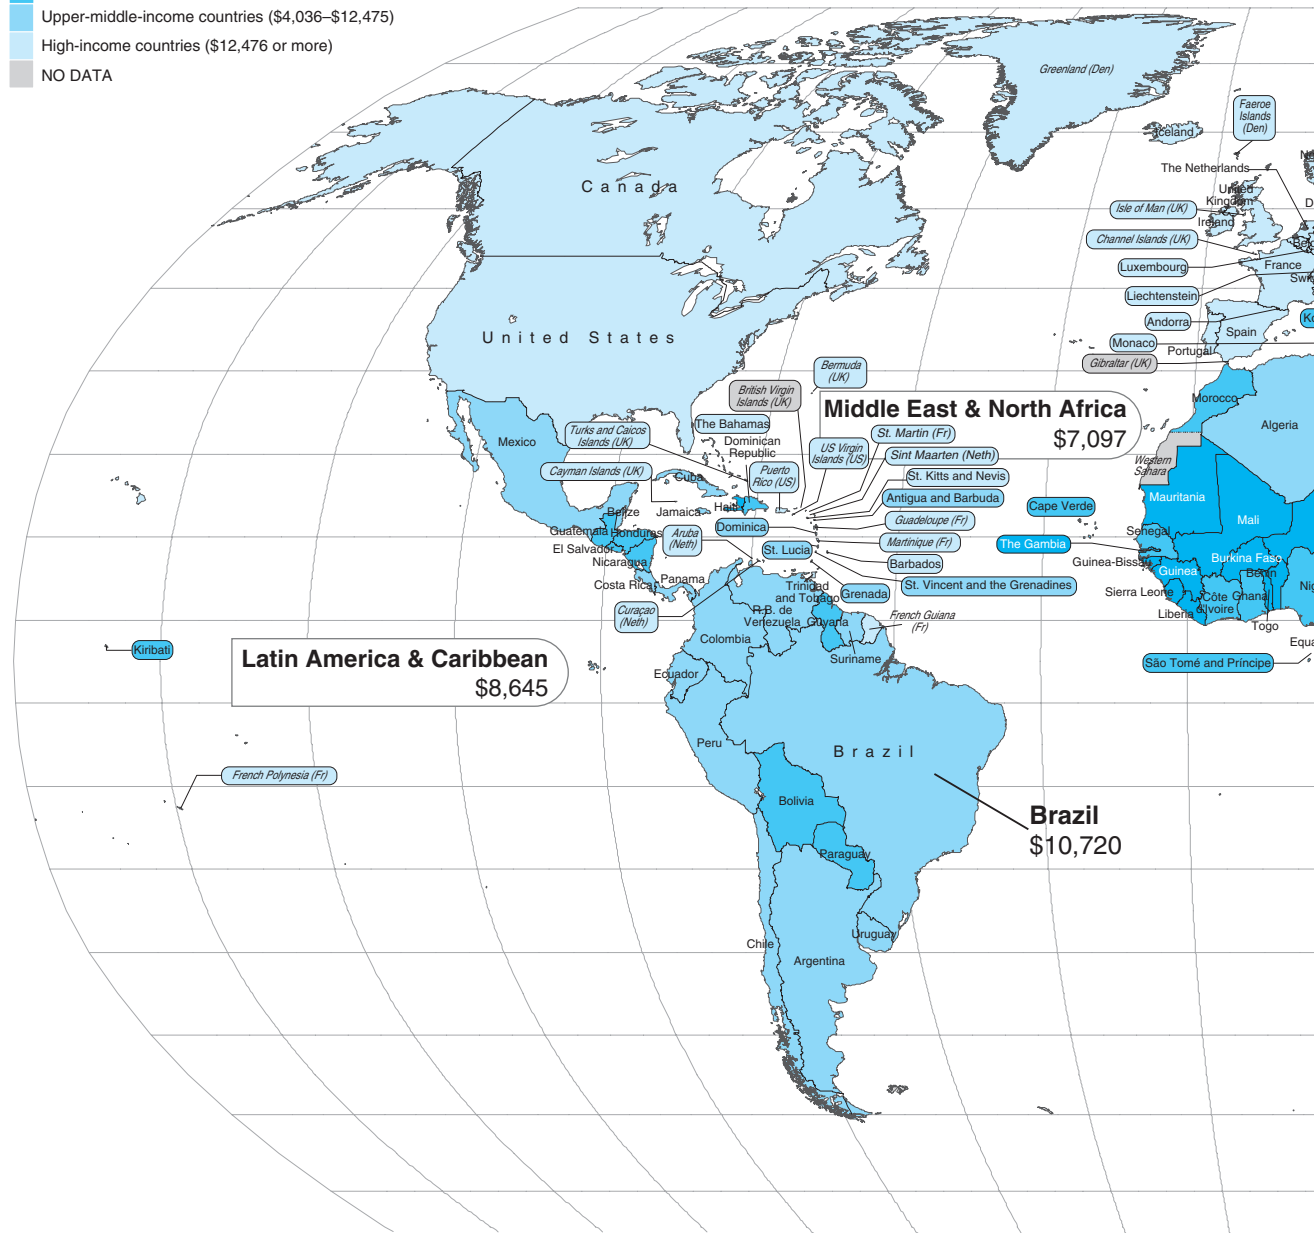 Upper-middle-income countries ($4,036–$12,475)
High-income countries ($12,476 or more)
NO DATA
Greenland (Den)
Faeroe
Islands
(Den)
Iceland
The Netherlands
Canada
United
Kingdom
Isle of Man (UK)
Ireland
Channel Islands (UK)
Luxembourg
France
Liechtenstein
Andorra
Spain
United States
Monaco
Portugal
Gibraltar (UK)
Bermuda
(UK)
British Virgin
Islands (UK)
Middle East & North Africa
$7,097
Morocco
Algeria
The Bahamas
Turks and Caicos
Islands (UK)
Mexico
Dominican
Republic
US Virgin
Islands (US)
St. Martin (Fr)
Sint Maarten (Neth)
Western
Sahara
Cayman Islands (UK)
Cuba
Puerto
Rico (US)
St. Kitts and Nevis
Antigua and Barbuda
Mauritania
Cape Verde
Belize
Jamaica
Haiti
Mali
Guatemala
Honduras
Dominica
Guadeloupe (Fr)
Senegal
Aruba
(Neth)
Martinique (Fr)
The Gambia
El Salvador
St. Lucia
Nicaragua
Barbados
Guinea-Bissau
Burkina Faso
Guinea
Benin
Costa Rica
Panama
Trinidad
and Tobago
St. Vincent and the Grenadines
Grenada
Sierra Leone
Côte
d'Ivoire
Ghana
Liberia
Togo
Curaçao
(Neth)
R.B. de
Venezuela
Guyana
French Guiana
(Fr)
Colombia
Suriname
Kiribati
Latin America & Caribbean
$8,645
Ecuador
São Tomé and Príncipe
Peru
Brazil
French Polynesia (Fr)
Bolivia
Brazil
$10,720
Paraguay
Uruguay
Chile
Argentina